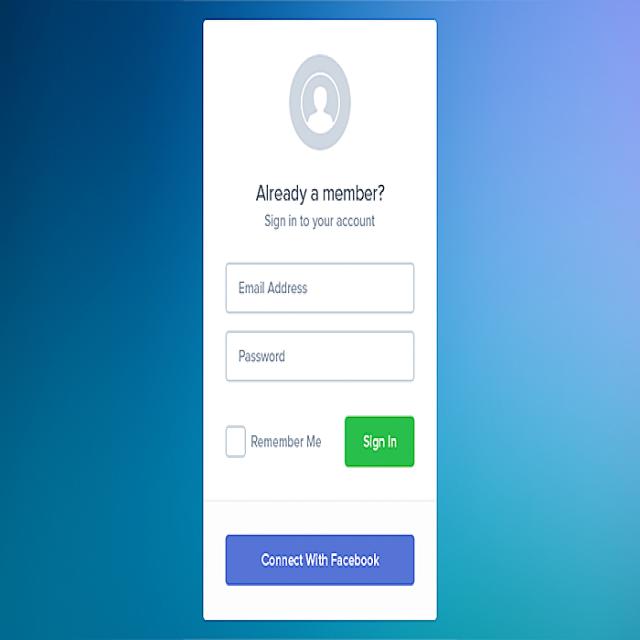 Already a member?
Sign in to your account
Email Address
Password
Remember Me
Sign In
Connect With Facebook